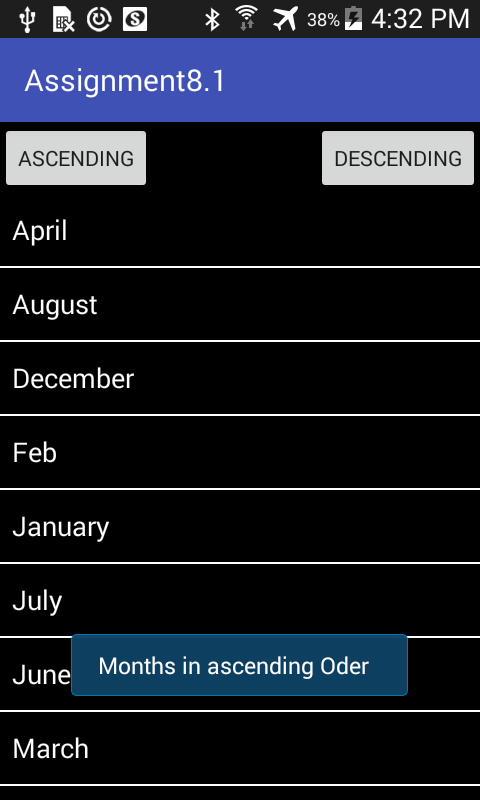 38% 4:32 PM
Assignment8.1
ASCENDING DESCENDING
April
August
December
Feb
January
July
June
Months in ascending Oder
March